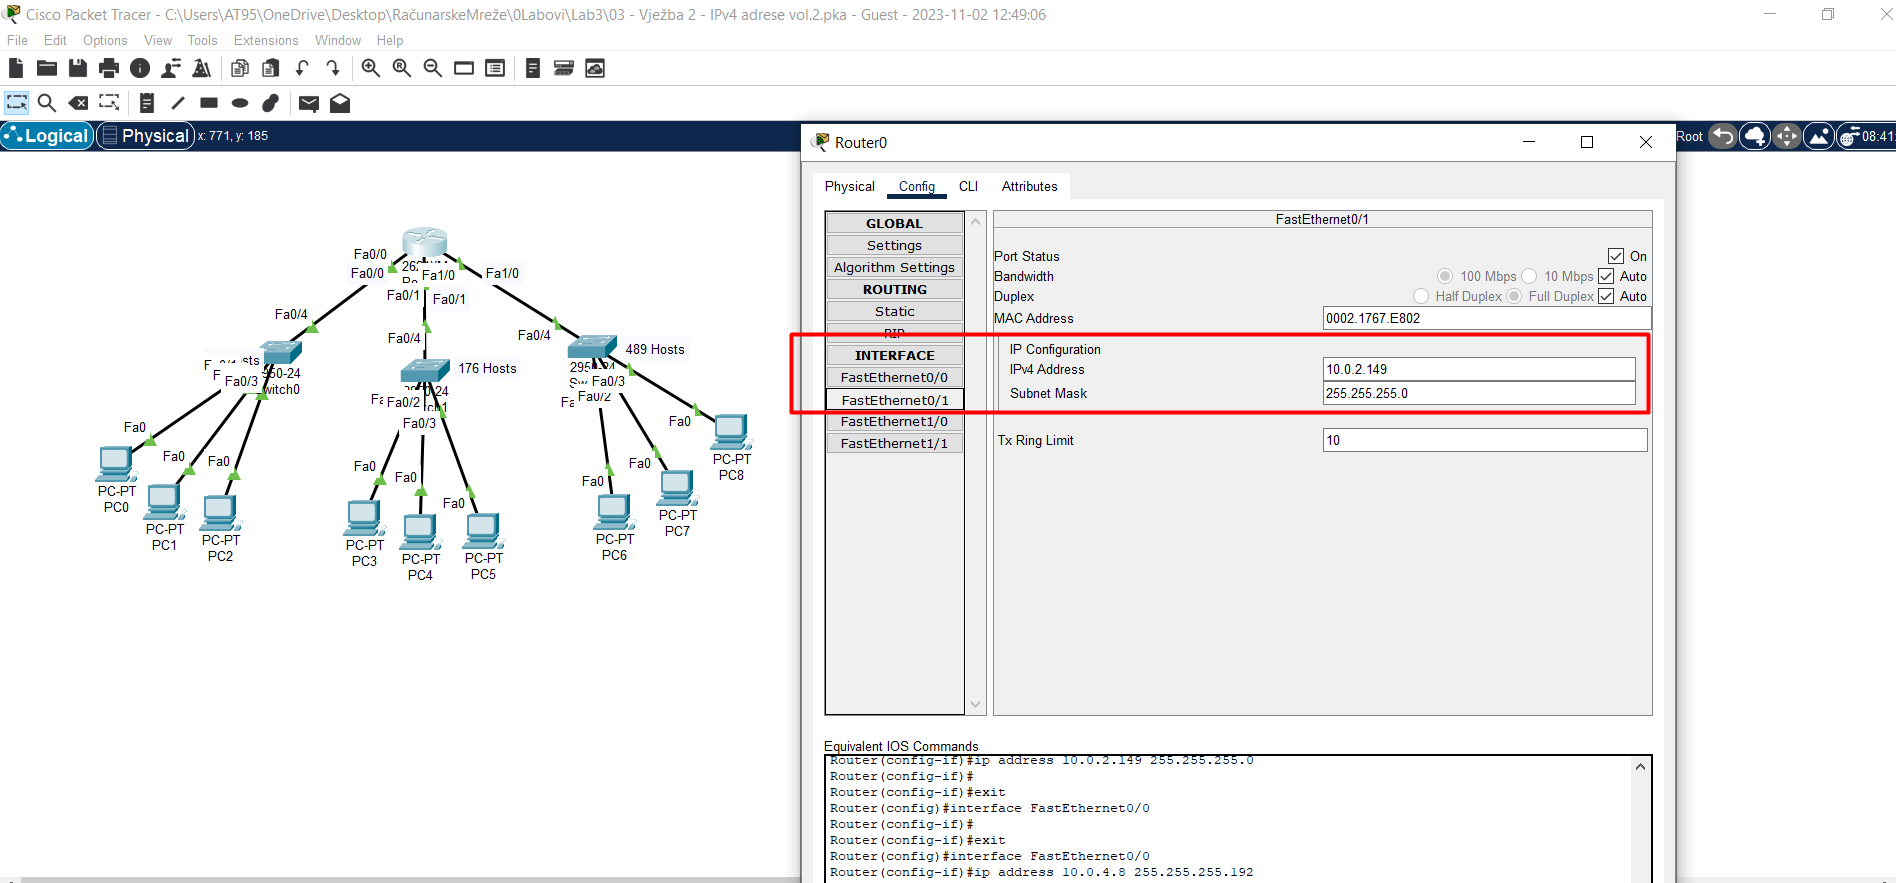 Cisco Packet Tracer - C:\Users\AT95\OneDrive\Desktop\RačunarskeMreže\0Labovi\Lab3\03 - Vježba 2 - IPv4 adrese vol.2.pka - Guest - 2023-11-02 12:49:06
File Edit Options View Tools Extensions Window Help
Logical Physical x: 771, y: 185
Root 08:41:
Router0
Physical Config CLI Attributes
GLOBAL
Settings
Algorithm Settings
ROUTING
Static
RIP
INTERFACE
FastEthernet0/0
FastEthernet0/1
FastEthernet1/0
FastEthernet1/1
FastEthernet0/1
Port Status On
Bandwidth 100 Mbps 10 Mbps Auto
Duplex Half Duplex Full Duplex Auto
MAC Address 0002.1767.E802
IP Configuration
IPv4 Address 10.0.2.149
Subnet Mask 255.255.255.0
Tx Ring Limit 10
Equivalent IOS Commands
Router(config-if)#ip address 10.0.2.149 255.255.255.0
Router(config-if)#
Router(config-if)#exit
Router(config)#interface FastEthernet0/0
Router(config-if)#
Router(config-if)#exit
Router(config)#interface FastEthernet0/0
Router(config-if)#ip address 10.0.4.8 255.255.255.192
Fa0/0
Fa0/0
Fa1/0
Fa1/0
Fa0/1
Fa0/1
Fa0/4
Fa0/4
Fa0/4
Fa0/3
176 Hosts
489 Hosts
Fa0/2
Fa0/3
Fa0/3
Fa0/2
Fa0
Fa0
Fa0
Fa0
Fa0
Fa0
Fa0
Fa0
Fa0
PC-PT
PC0
PC-PT
PC1
PC-PT
PC2
PC-PT
PC3
PC-PT
PC4
PC-PT
PC5
PC-PT
PC6
PC-PT
PC7
PC-PT
PC8